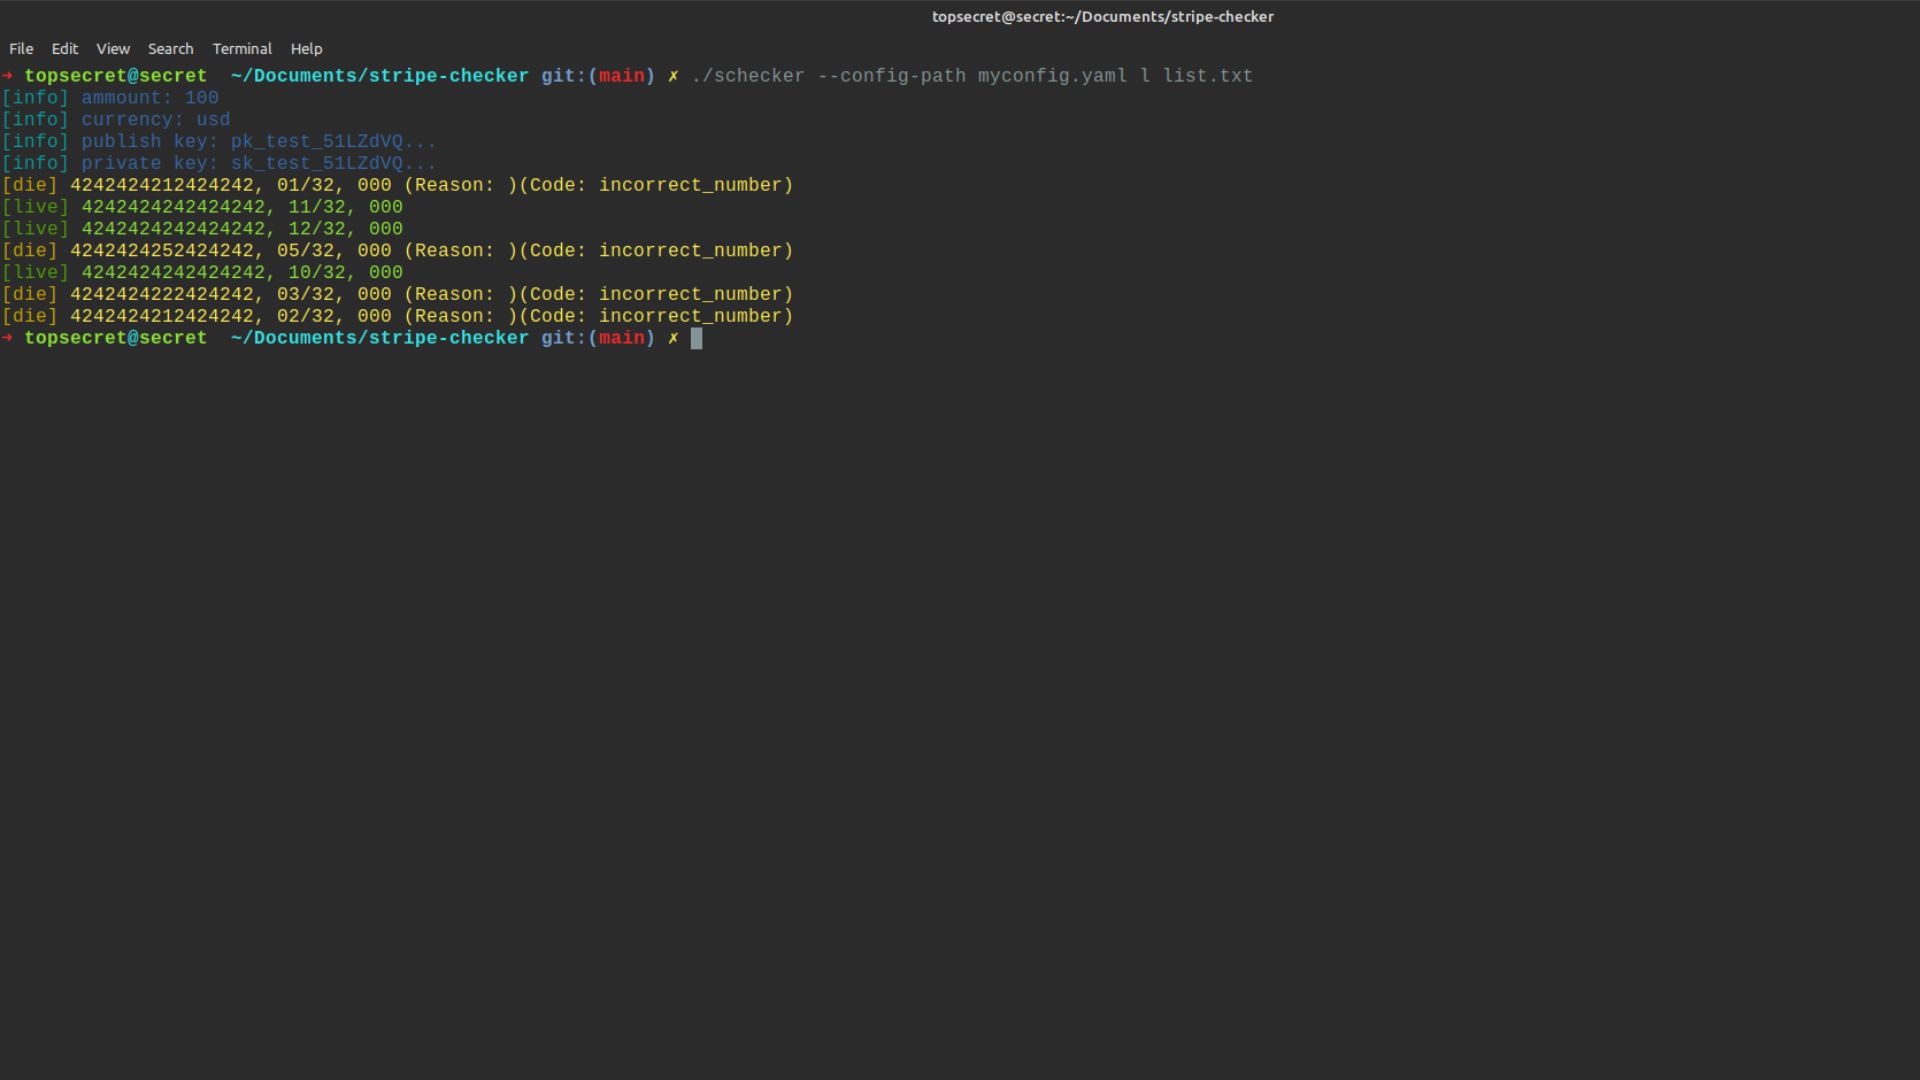 topsecret@secret:~/Documents/stripe-checker
File Edit View Search Terminal Help
→ topsecret@secret ~/Documents/stripe-checker git:(main) ✗ ./schecker --config-path myconfig.yaml l list.txt
[info] ammount: 100
[info] currency: usd
[info] publish key: pk_test_51LZdVQ...
[info] private key: sk_test_51LZdVQ...
[die] 4242424212424242, 01/32, 000 (Reason: )(Code: incorrect_number)
[live] 4242424242424242, 11/32, 000
[live] 4242424242424242, 12/32, 000
[die] 4242424252424242, 05/32, 000 (Reason: )(Code: incorrect_number)
[live] 4242424242424242, 10/32, 000
[die] 4242424222424242, 03/32, 000 (Reason: )(Code: incorrect_number)
[die] 4242424212424242, 02/32, 000 (Reason: )(Code: incorrect_number)
→ topsecret@secret ~/Documents/stripe-checker git:(main) ✗